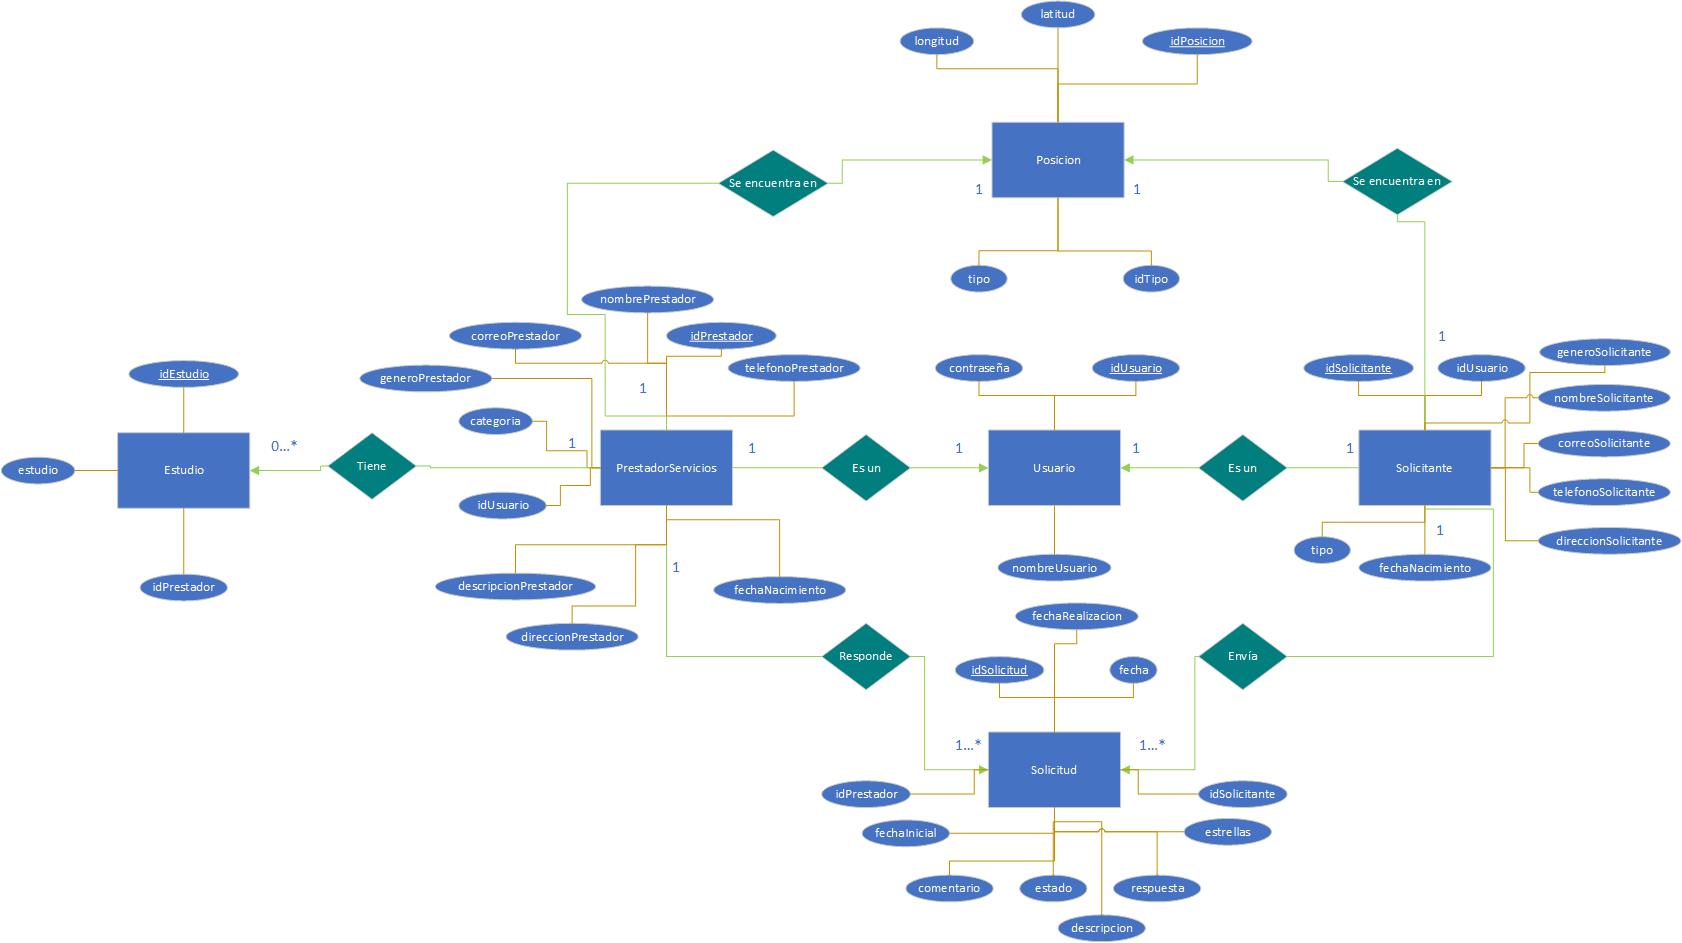 latitud
longitud
idPosicion
Posicion
Se encuentra en
Se encuentra en
1
1
tipo
idTipo
nombrePrestador
correoPrestador
idPrestador
1
generoSolicitante
idEstudio
generoPrestador
telefonoPrestador
contraseña
idUsuario
idSolicitante
idUsuario
1
nombreSolicitante
categoria
0...*
1
1
1
1
1
correoSolicitante
estudio
Estudio
Tiene
PrestadorServicios
Es un
Usuario
Es un
Solicitante
telefonoSolicitante
idUsuario
1
direccionSolicitante
tipo
idPrestador
descripcionPrestador
1
fechaNacimiento
nombreUsuario
fechaNacimiento
fechaRealizacion
direccionPrestador
Responde
idSolicitud
fecha
Envía
1...*
1...*
Solicitud
idPrestador
idSolicitante
fechaInicial
estrellas
comentario
estado
respuesta
descripcion